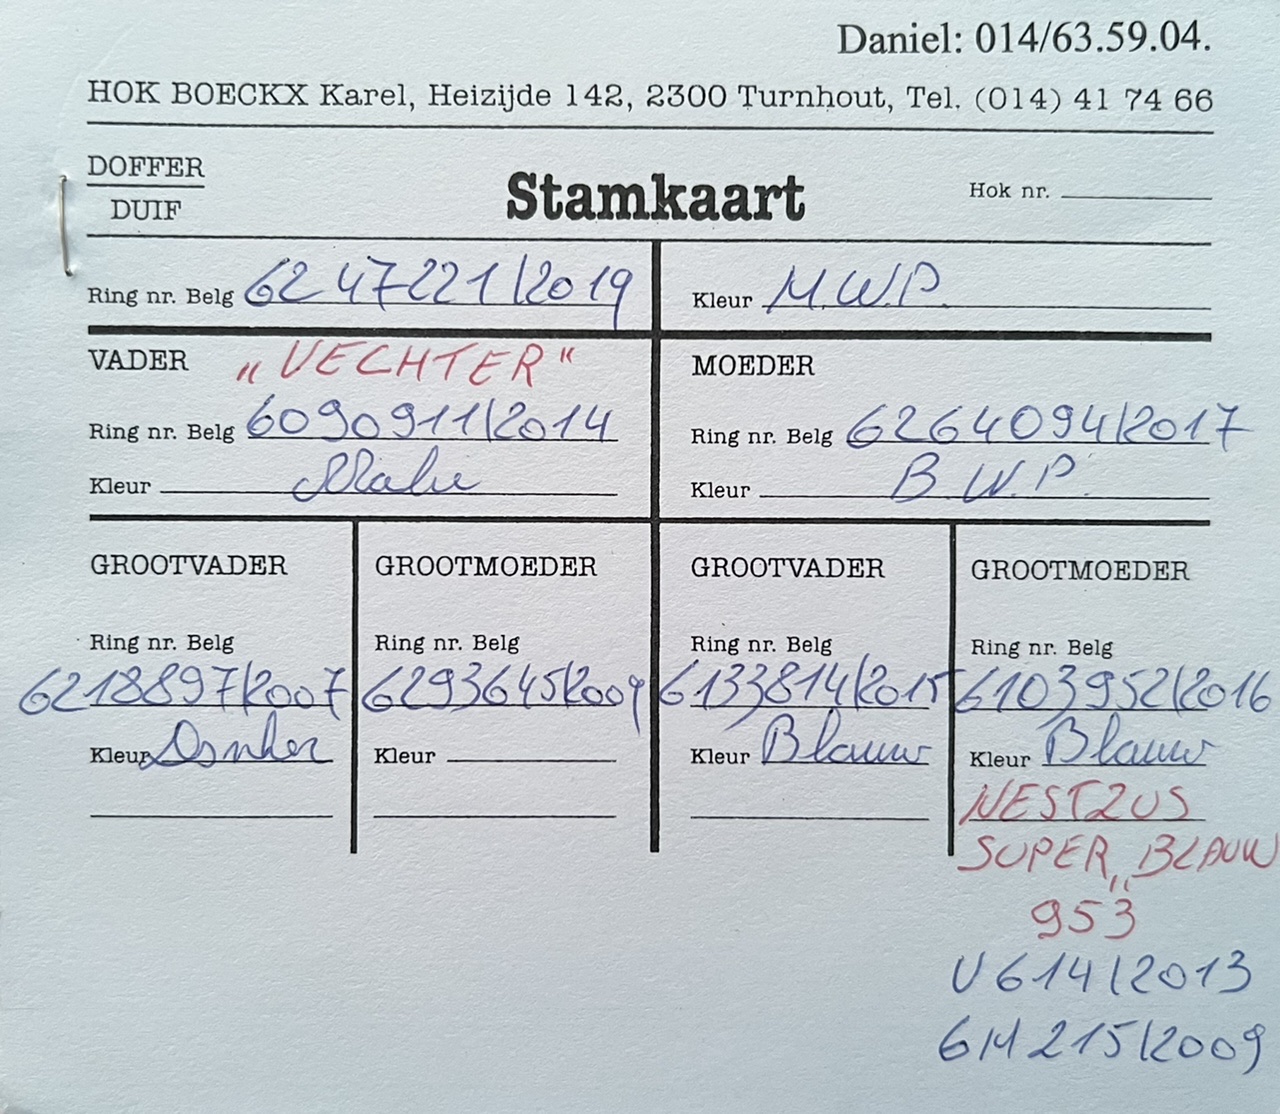 Daniel: 014/63.59.04.
HOK BOECKX Karel, Heizijde 142, 2300 Turnhout, Tel. (014) 41 74 66
DOFFER
DUIF
Stamkaart
Hok nr.
Ring nr. Belg 6247221/2019
Kleur M.W.P.
VADER "VECHTER"
Ring nr. Belg 6090911/2014
Kleur
MOEDER
Ring nr. Belg 6264094/2017
Kleur B.W.P.
GROOTVADER
Ring nr. Belg
6218897/2007
Kleur Donker
GROOTMOEDER
Ring nr. Belg
6293645/2009
Kleur
GROOTVADER
Ring nr. Belg
6133814/2015
Kleur Blauw
GROOTMOEDER
Ring nr. Belg
6103952/2016
Kleur Blauw
NESTZUS
SUPER "BLAUW
953"
V614/2013
GM215/2009